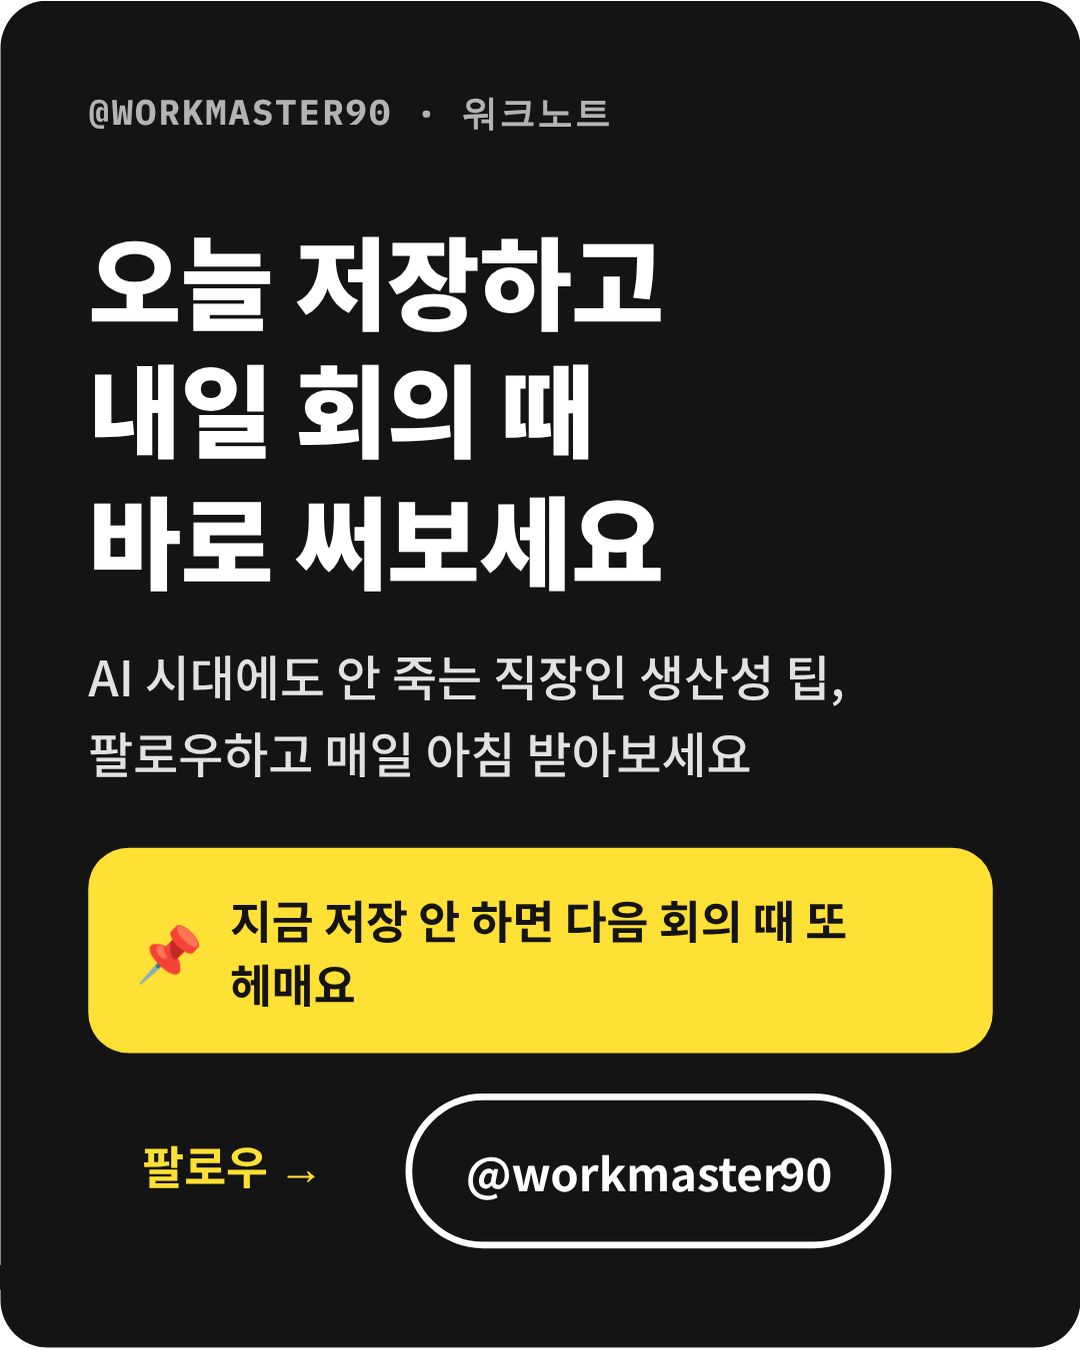 @WORKMASTER90 · 워크노트
오늘 저장하고
내일 회의 때
바로 써보세요
AI 시대에도 안 죽는 직장인 생산성 팁,
팔로우하고 매일 아침 받아보세요
📌 지금 저장 안 하면 다음 회의 때 또
헤매요
팔로우 → @workmaster90